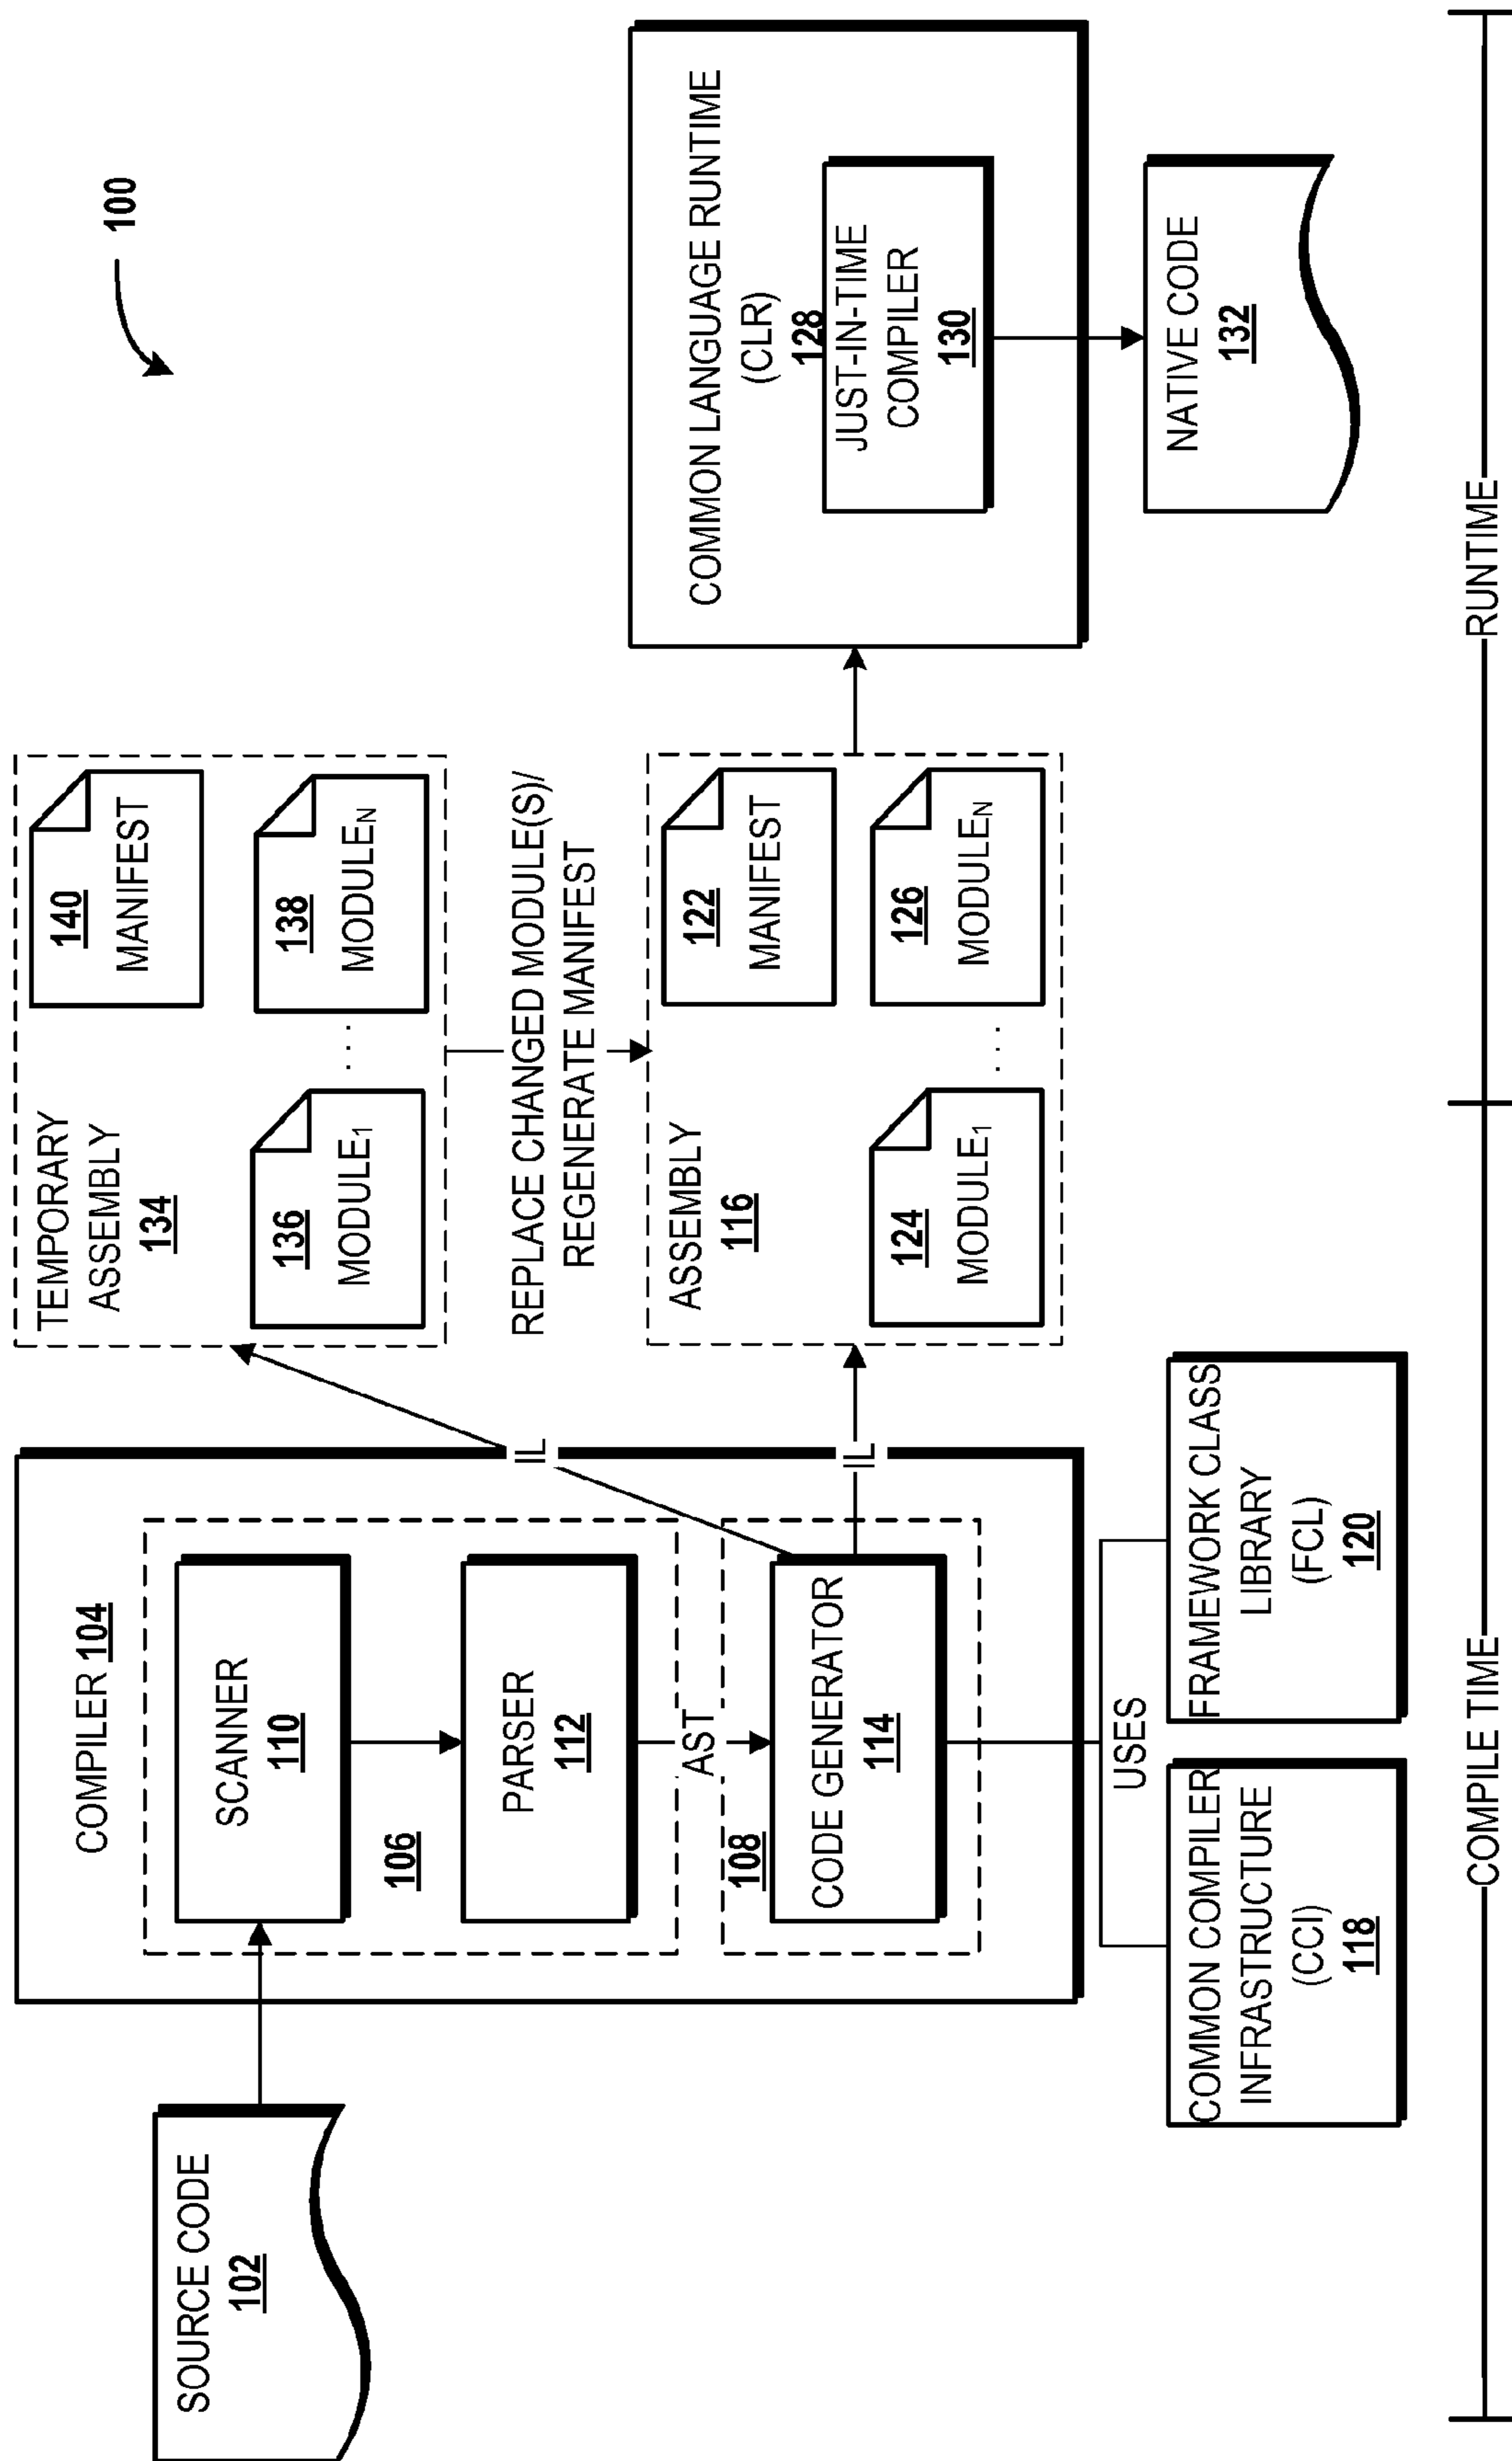 100
SOURCE CODE
102
COMPILER 104
SCANNER
110
106
PARSER
112
AST
108
CODE GENERATOR
114
IL
IL
USES
COMMON COMPILER
INFRASTRUCTURE
(CCI)
118
FRAMEWORK CLASS
LIBRARY
(FCL)
120
TEMPORARY
ASSEMBLY
134
140
MANIFEST
136
MODULE1
. . .
138
MODULEN
REPLACE CHANGED MODULE(S)/
REGENERATE MANIFEST
ASSEMBLY
116
122
MANIFEST
124
MODULE1
. . .
126
MODULEN
COMMON LANGUAGE RUNTIME
(CLR)
128
JUST-IN-TIME
COMPILER
130
NATIVE CODE
132
COMPILE TIME
RUNTIME